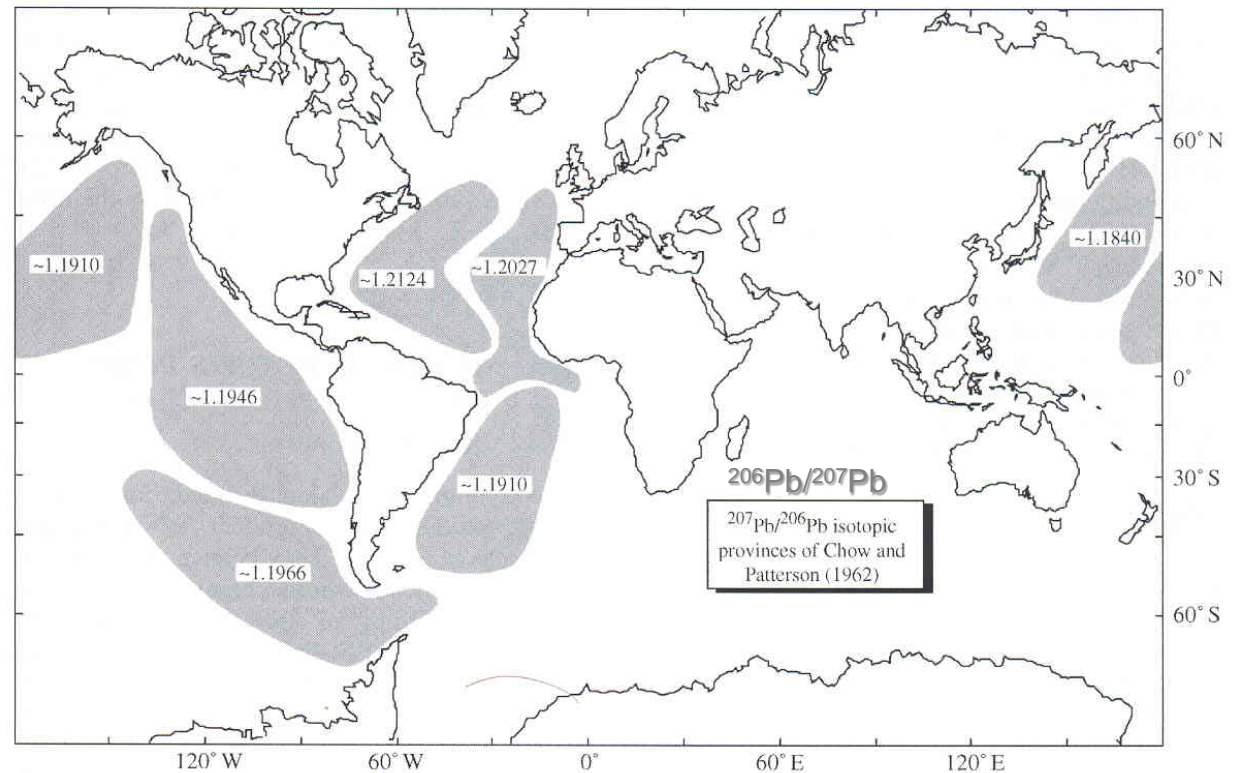 60° N
~1.1840
~1.1910
~1.2124
~1.2027
30° N
0°
~1.1946
²⁰⁶Pb/²⁰⁷Pb
30° S
~1.1910
²⁰⁷Pb/²⁰⁶Pb isotopic
provinces of Chow and
Patterson (1962)
~1.1966
60° S
120° W
60° W
0°
60° E
120° E